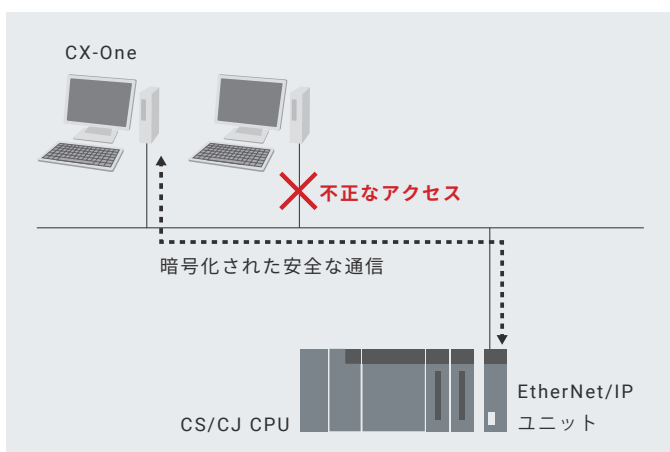 CX-One
不正なアクセス
暗号化された安全な通信
EtherNet/IP
ユニット
CS/CJ CPU